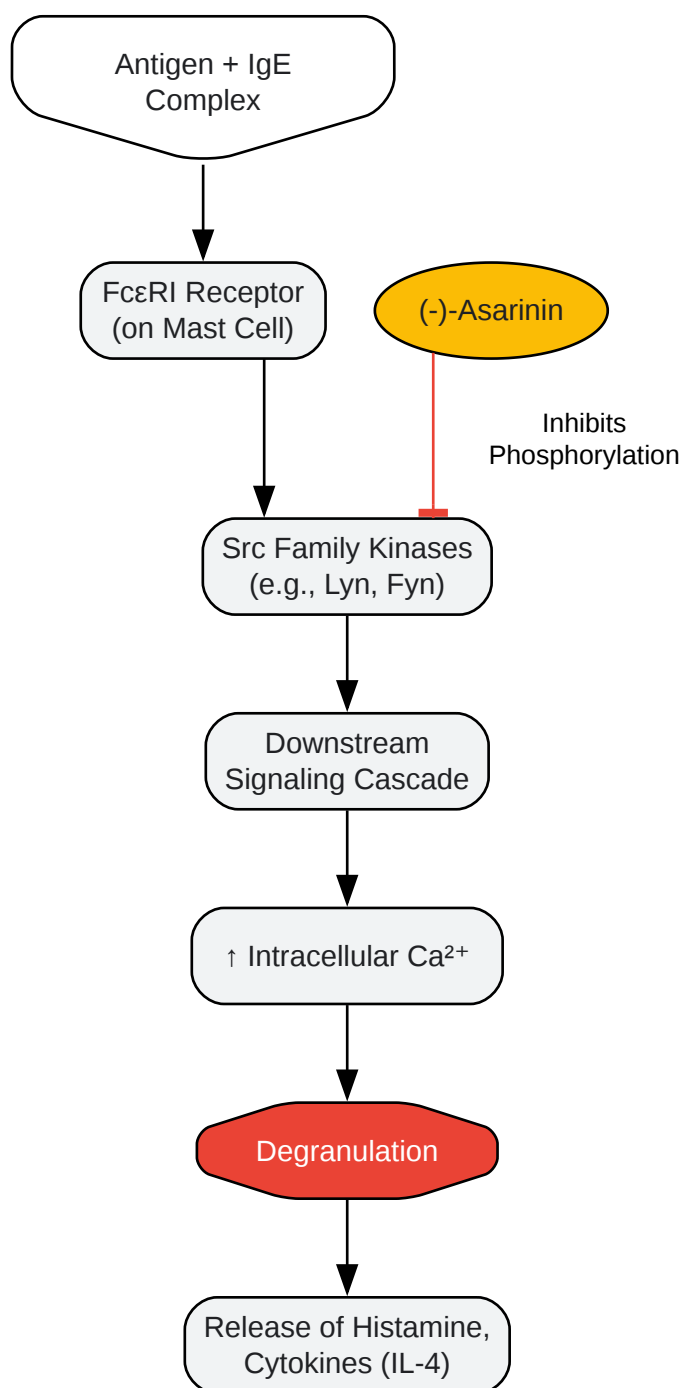 Antigen + IgE
Complex
FcεRI Receptor
(on Mast Cell)
(-)-Asarinin
Inhibits
Phosphorylation
Src Family Kinases
(e.g., Lyn, Fyn)
Downstream
Signaling Cascade
↑ Intracellular Ca²⁺
Degranulation
Release of Histamine,
Cytokines (IL-4)